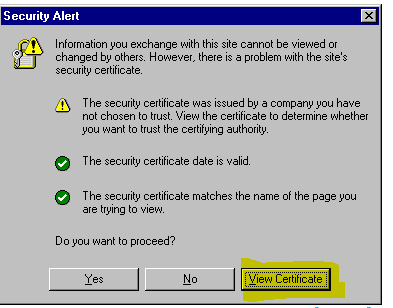 Security Alert
Information you exchange with this site cannot be viewed or
changed by others. However, there is a problem with the site's
security certificate.
The security certificate was issued by a company you have
not chosen to trust. View the certificate to determine whether
you want to trust the certifying authority.
The security certificate date is valid.
The security certificate matches the name of the page you
are trying to view.
Do you want to proceed?
Yes No View Certificate